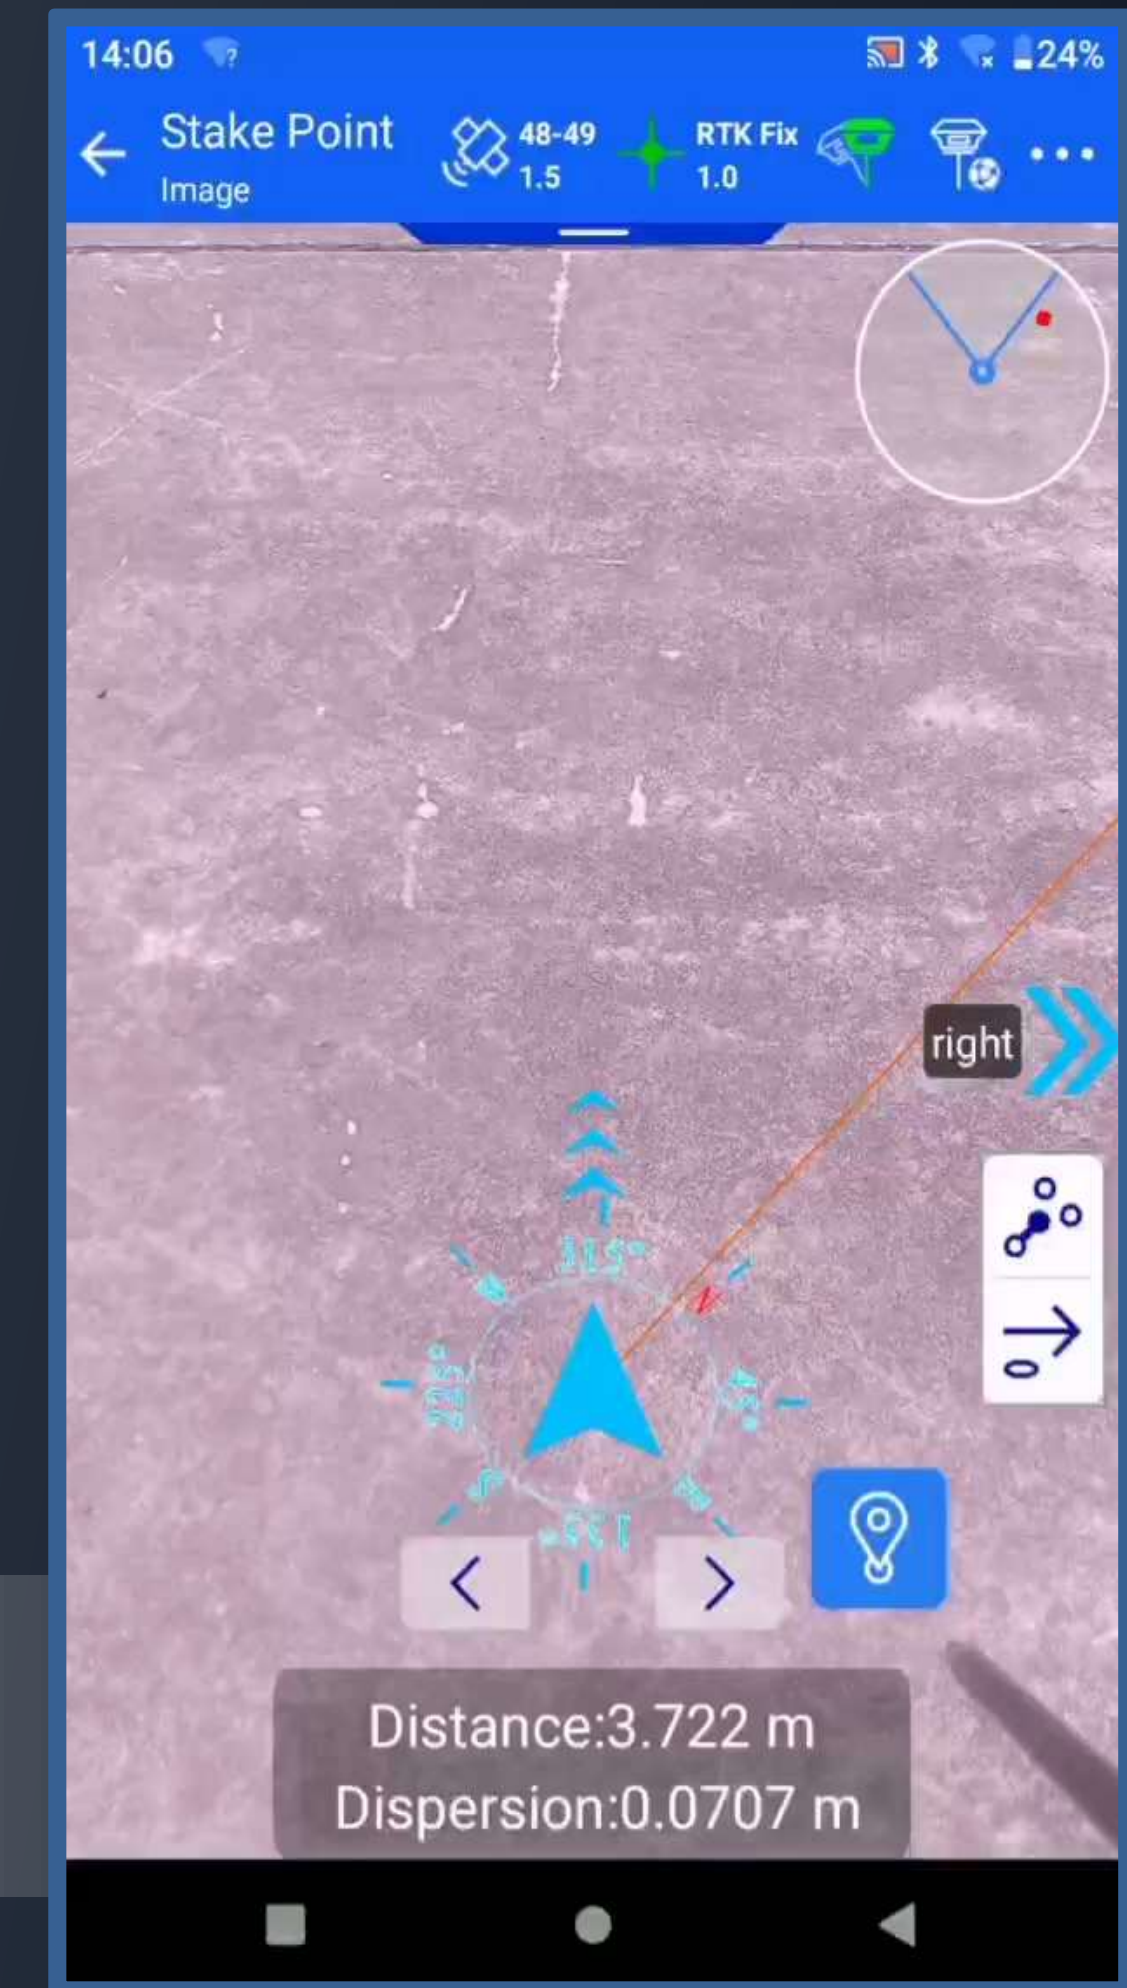 14:06
24%
Stake Point
Image
48-49
1.5
RTK Fix
1.0
right
315°
N
225°
45°
S
135°
Distance:3.722 m
Dispersion:0.0707 m